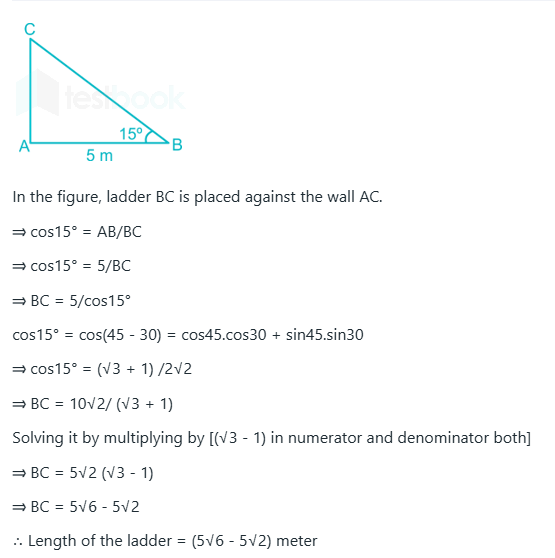 C
testbook
15°
A
B
5 m
In the figure, ladder BC is placed against the wall AC.
⇒ cos15° = AB/BC
⇒ cos15° = 5/BC
⇒ BC = 5/cos15°
cos15° = cos(45 - 30) = cos45.cos30 + sin45.sin30
⇒ cos15° = (√3 + 1) /2√2
⇒ BC = 10√2/ (√3 + 1)
Solving it by multiplying by [(√3 - 1) in numerator and denominator both]
⇒ BC = 5√2 (√3 - 1)
⇒ BC = 5√6 - 5√2
∴ Length of the ladder = (5√6 - 5√2) meter